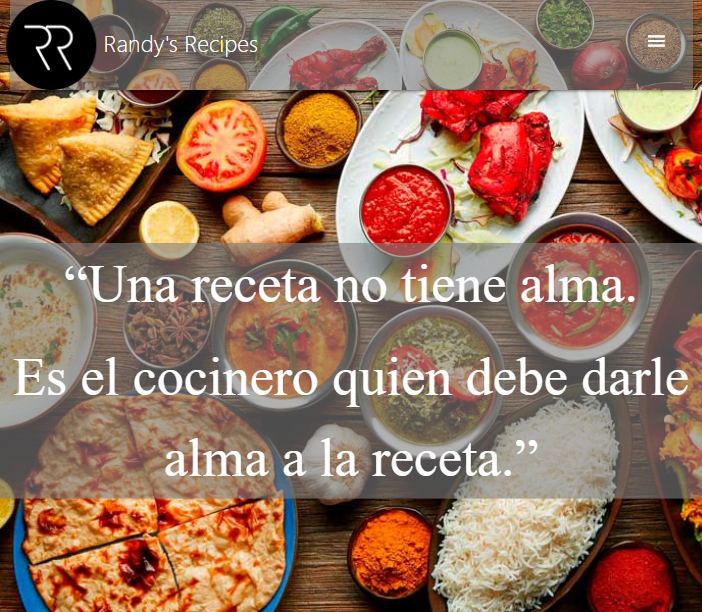 RR
Randy's Recipes
“Una receta no tiene alma.
Es el cocinero quien debe darle
alma a la receta.”